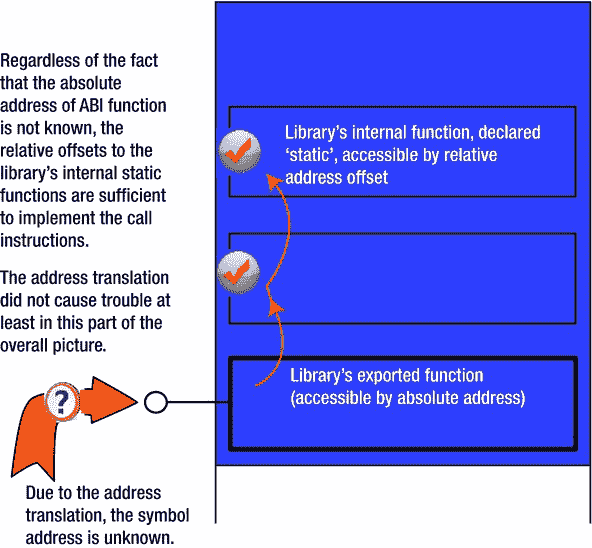 Regardless of the fact
that the absolute
address of ABI function
is not known, the
relative offsets to the
library's internal static
functions are sufficient
to implement the call
instructions.
The address translation
did not cause trouble at
least in this part of the
overall picture.
Library's internal function, declared
'static', accessible by relative
address offset
Library's exported function
(accessible by absolute address)
?
Due to the address
translation, the symbol
address is unknown.